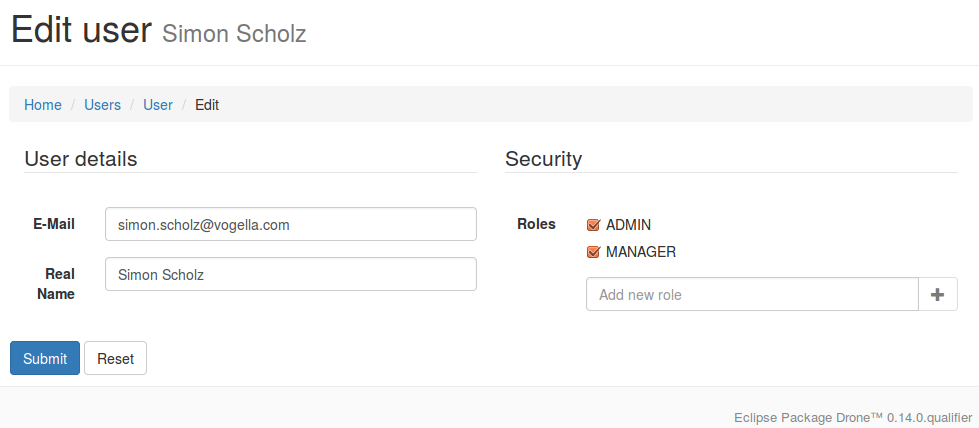 Edit user Simon Scholz
Home / Users / User / Edit
User details
Security
E-Mail
simon.scholz@vogella.com
Real
Name
Simon Scholz
Roles
ADMIN
MANAGER
Add new role
Submit
Reset
Eclipse Package Drone™ 0.14.0.qualifier